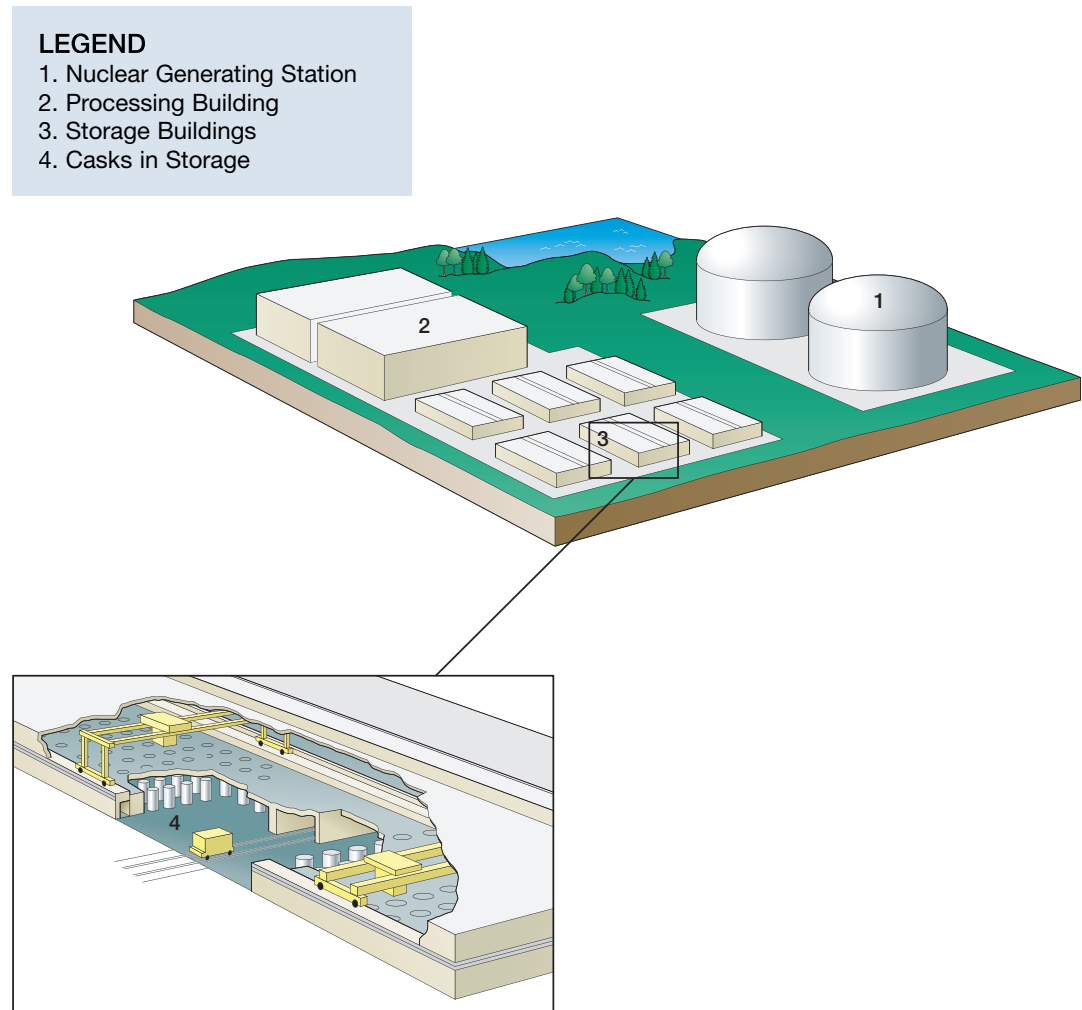 LEGEND
1. Nuclear Generating Station
2. Processing Building
3. Storage Buildings
4. Casks in Storage
1
2
3
4